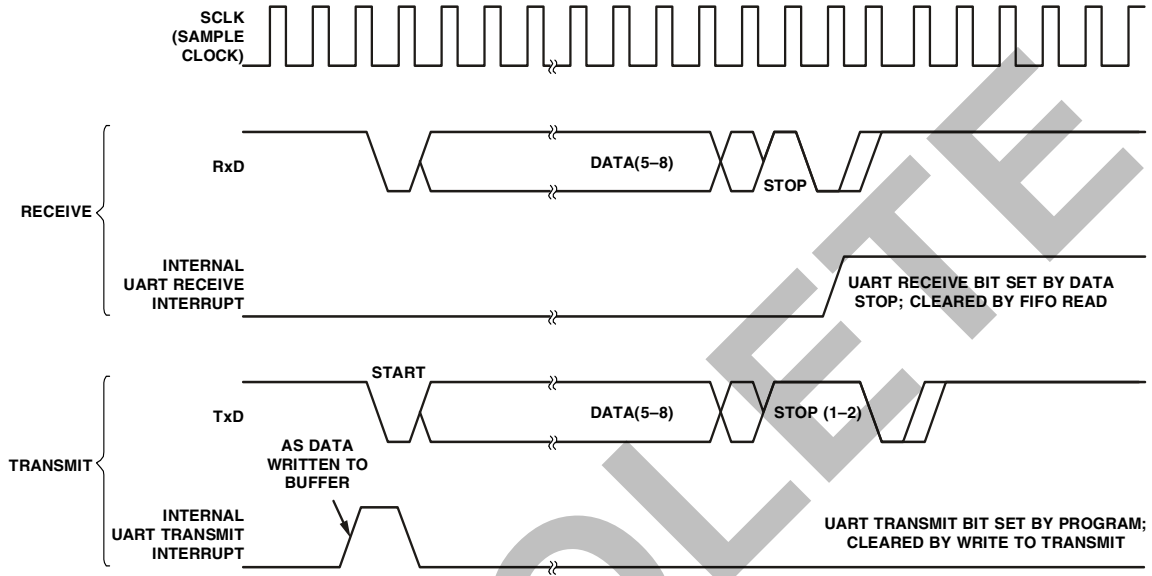 SCLK
(SAMPLE
CLOCK)
RECEIVE
RxD
DATA(5–8)
STOP
INTERNAL
UART RECEIVE
INTERRUPT
UART RECEIVE BIT SET BY DATA
STOP; CLEARED BY FIFO READ
TRANSMIT
START
TxD
DATA(5–8)
STOP (1–2)
AS DATA
WRITTEN TO
BUFFER
INTERNAL
UART TRANSMIT
INTERRUPT
UART TRANSMIT BIT SET BY PROGRAM;
CLEARED BY WRITE TO TRANSMIT
OLETE